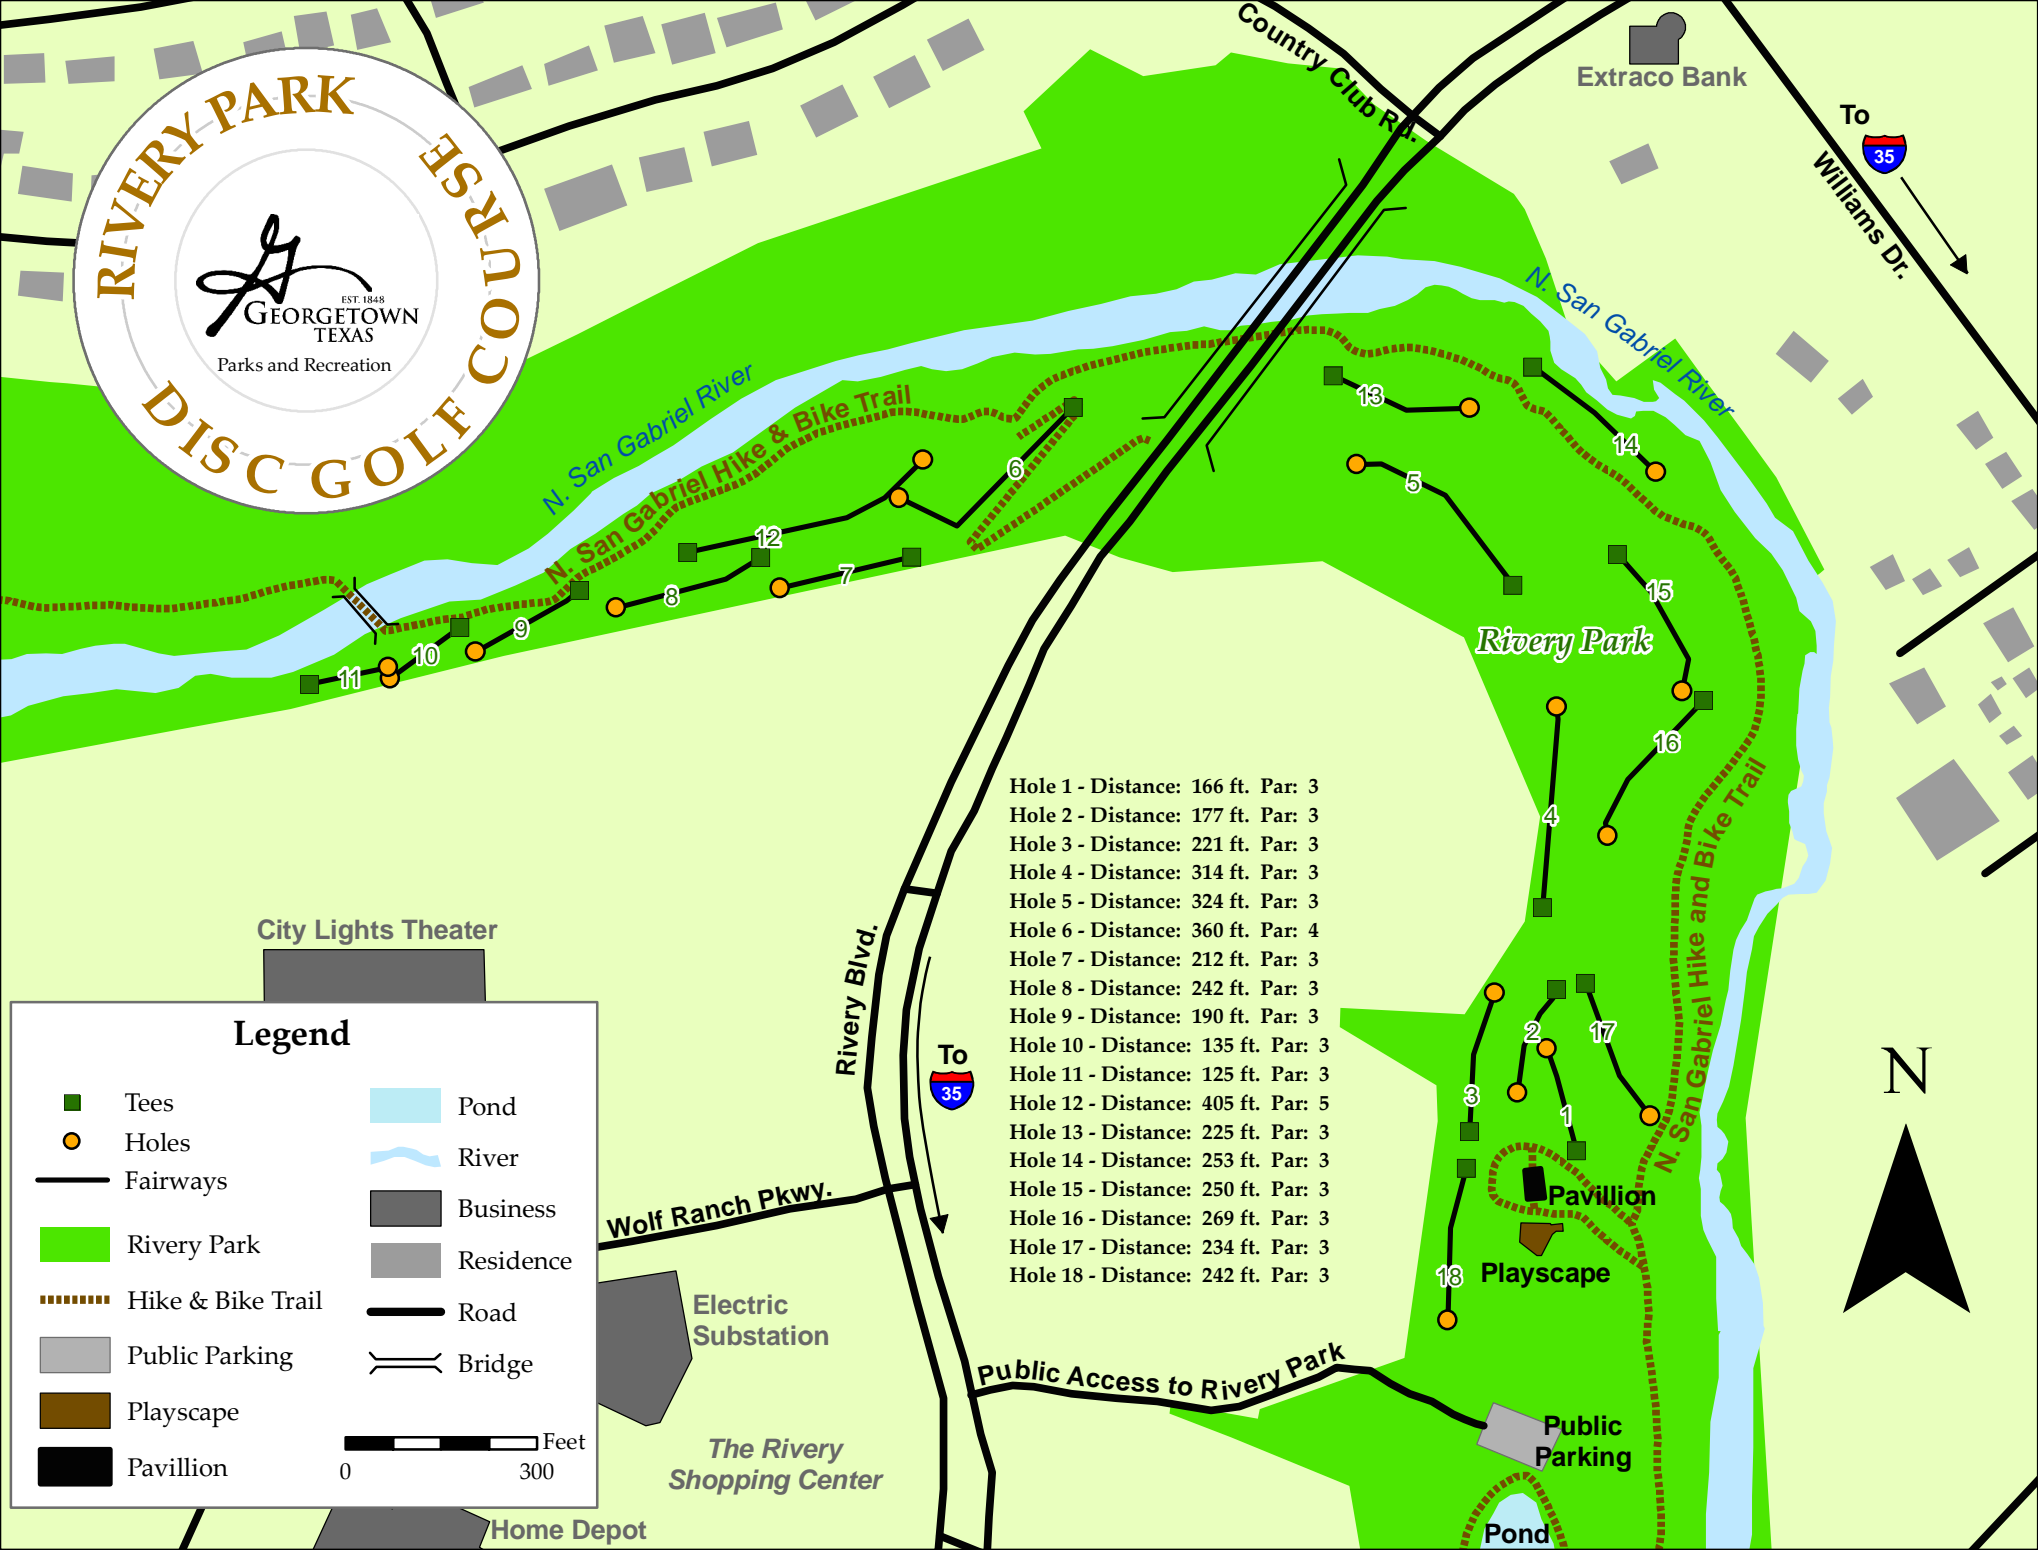 RIVERY PARK
DISC GOLF COURSE
EST. 1848
GEORGETOWN
TEXAS
Parks and Recreation
Country Club Rd.
Extraco Bank
To
35
Williams Dr.
N. San Gabriel River
N. San Gabriel River
N. San Gabriel Hike & Bike Trail
13
14
5
6
12
7
8
9
10
11
15
Rivery Park
16
4
N. San Gabriel Hike and Bike Trail
2
17
3
1
18
Pavillion
Playscape
Hole 1 - Distance: 166 ft. Par: 3
Hole 2 - Distance: 177 ft. Par: 3
Hole 3 - Distance: 221 ft. Par: 3
Hole 4 - Distance: 314 ft. Par: 3
Hole 5 - Distance: 324 ft. Par: 3
Hole 6 - Distance: 360 ft. Par: 4
Hole 7 - Distance: 212 ft. Par: 3
Hole 8 - Distance: 242 ft. Par: 3
Hole 9 - Distance: 190 ft. Par: 3
Hole 10 - Distance: 135 ft. Par: 3
Hole 11 - Distance: 125 ft. Par: 3
Hole 12 - Distance: 405 ft. Par: 5
Hole 13 - Distance: 225 ft. Par: 3
Hole 14 - Distance: 253 ft. Par: 3
Hole 15 - Distance: 250 ft. Par: 3
Hole 16 - Distance: 269 ft. Par: 3
Hole 17 - Distance: 234 ft. Par: 3
Hole 18 - Distance: 242 ft. Par: 3
Rivery Blvd.
To
35
Wolf Ranch Pkwy.
Public Access to Rivery Park
Public
Parking
Pond
N
City Lights Theater
Electric
Substation
The Rivery
Shopping Center
Home Depot
Legend
Tees
Holes
Fairways
Rivery Park
Hike & Bike Trail
Public Parking
Playscape
Pavillion
Pond
River
Business
Residence
Road
Bridge
Feet
0 300